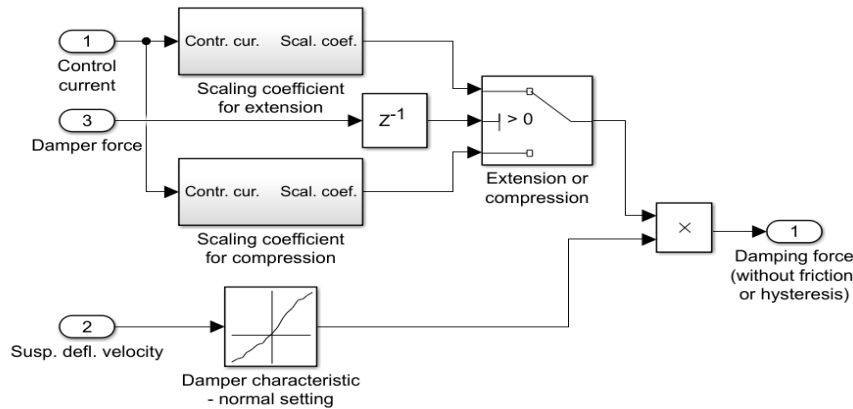 1
Control
current
Contr. cur. Scal. coef.
Scaling coefficient
for extension
3
Damper force
z-1
> 0
Extension or
compression
Contr. cur. Scal. coef.
Scaling coefficient
for compression
×
1
Damping force
(without friction
or hysteresis)
2
Susp. defl. velocity
Damper characteristic
- normal setting